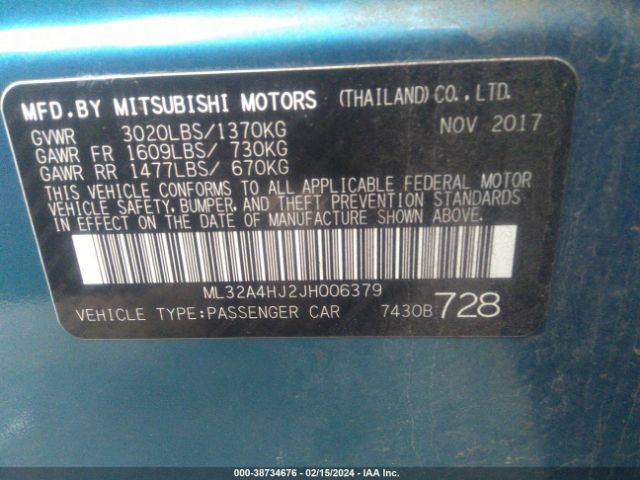 MFD.BY MITSUBISHI MOTORS (THAILAND)CO.,LTD.
GVWR 3020LBS/1370KG NOV 2017
GAWR FR 1609LBS/ 730KG
GAWR RR 1477LBS/ 670KG
THIS VEHICLE CONFORMS TO ALL APPLICABLE FEDERAL MOTOR
VEHICLE SAFETY,BUMPER,AND THEFT PREVENTION STANDARDS
IN EFFECT ON THE DATE OF MANUFACTURE SHOWN ABOVE.
ML32A4HJ2JH006379
VEHICLE TYPE:PASSENGER CAR 7430B 728
000-38734676 - 02/15/2024 - IAA Inc.